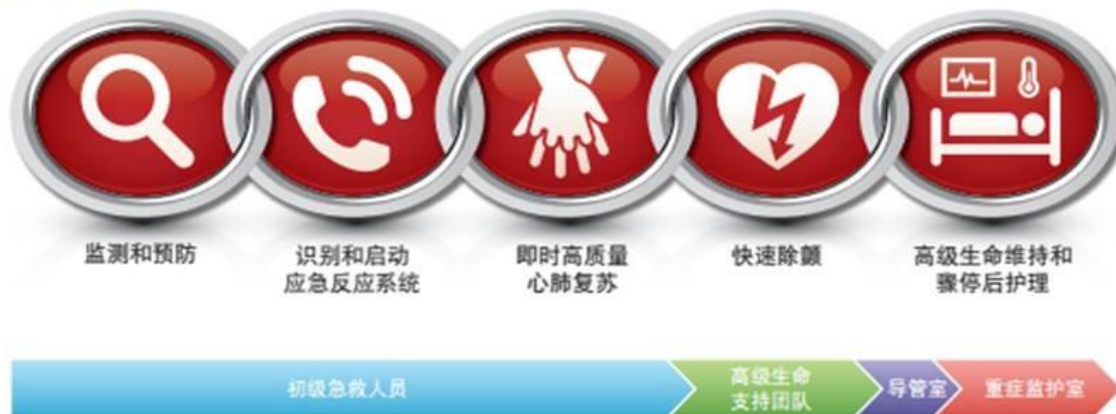 监测和预防
识别和启动
应急反应系统
即时高质量
心肺复苏
快速除颤
高级生命维持和
骤停后护理
初级急救人员
高级生命
支持团队
导管室
重症监护室